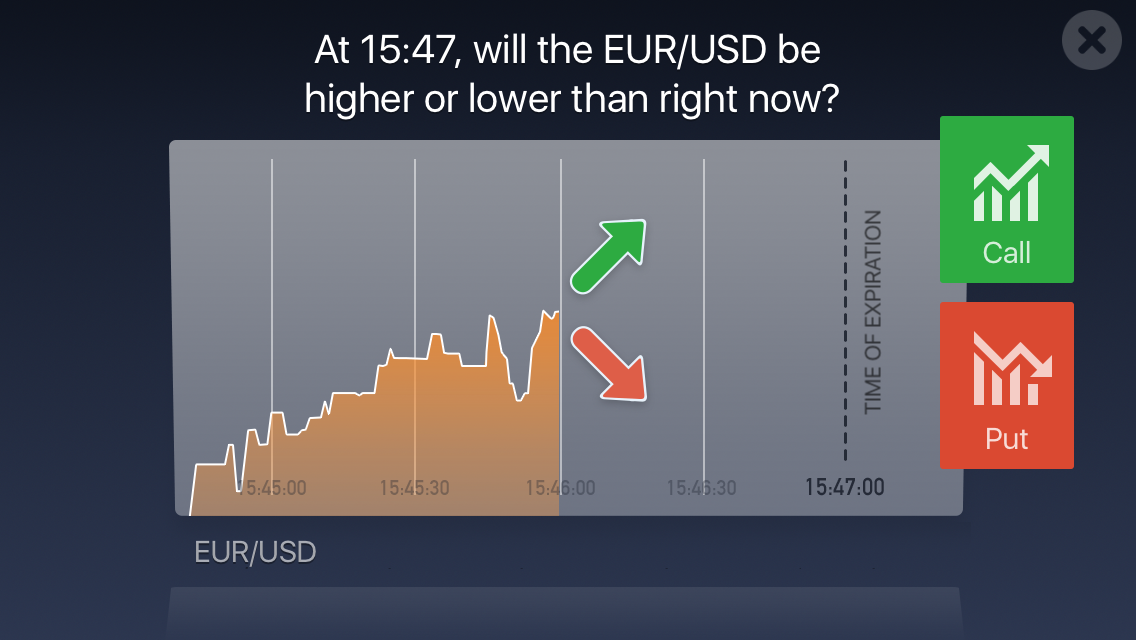 At 15:47, will the EUR/USD be
higher or lower than right now?
Call
TIME OF EXPIRATION
Put
15:45:00
15:45:30
15:46:00
15:46:30
15:47:00
EUR/USD